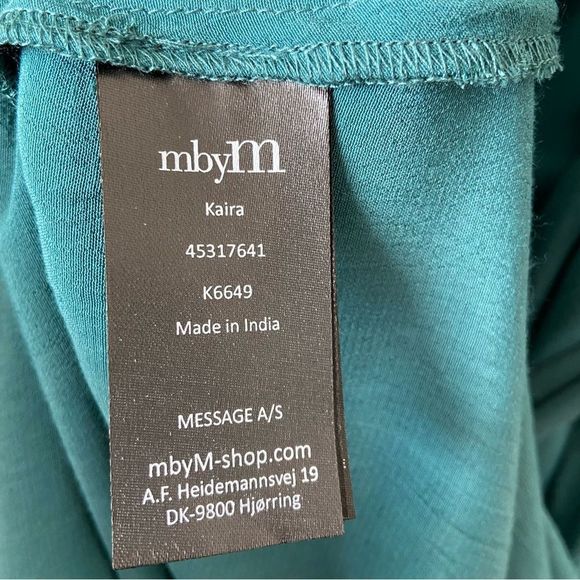 mbyM
Kaira
45317641
K6649
Made in India
MESSAGE A/S
mbyM-shop.com
A.F. Heidemannsvej 19
DK-9800 Hjørring